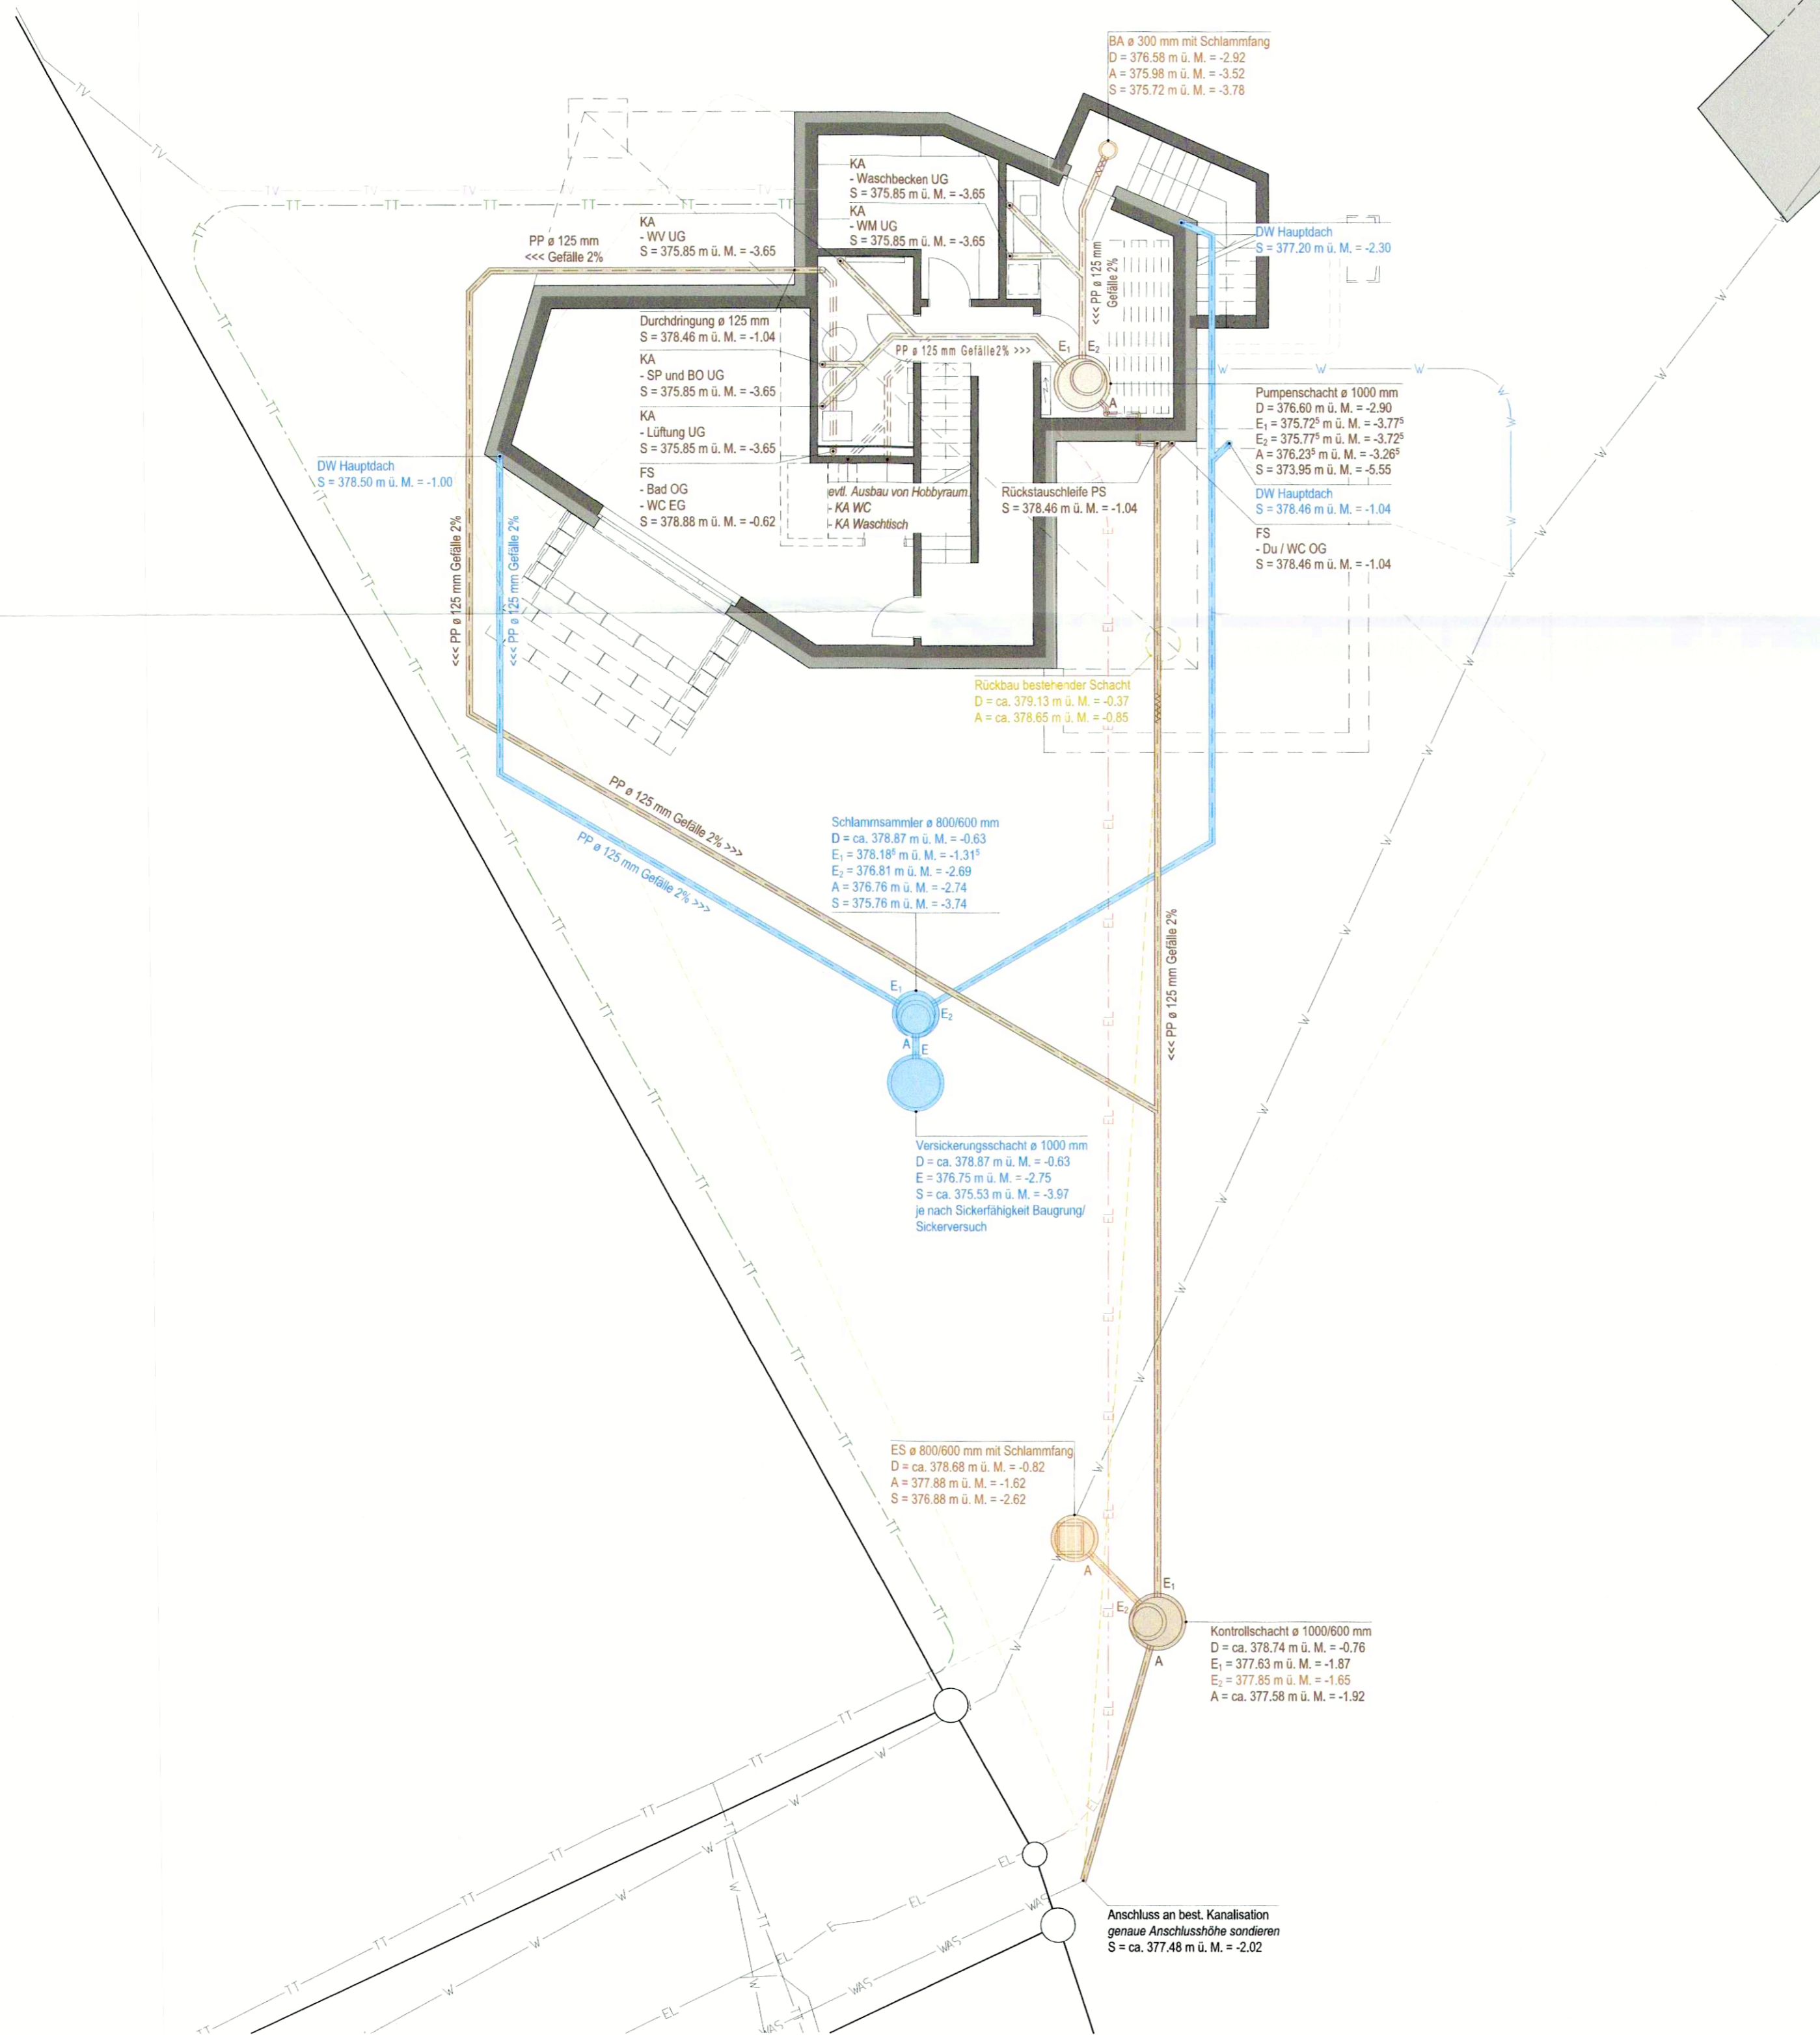 BA ø 300 mm mit Schlammfang
D = 376.58 m ü. M. = -2.92
A = 375.98 m ü. M. = -3.52
S = 375.72 m ü. M. = -3.78
KA
- Waschbecken UG
S = 375.85 m ü. M. = -3.65
KA
- WM UG
S = 375.85 m ü. M. = -3.65
KA
- WV UG
S = 375.85 m ü. M. = -3.65
PP ø 125 mm
<<< Gefälle 2%
DW Hauptdach
S = 377.20 m ü. M. = -2.30
<<< PP ø 125 mm
Gefälle 2%
Durchdringung ø 125 mm
S = 378.46 m ü. M. = -1.04
KA
- SP und BO UG
S = 375.85 m ü. M. = -3.65
KA
- Lüftung UG
S = 375.85 m ü. M. = -3.65
FS
- Bad OG
- WC EG
S = 378.88 m ü. M. = -0.62
PP ø 125 mm Gefälle2% >>>
E₁
E₂
A
Pumpenschacht ø 1000 mm
D = 376.60 m ü. M. = -2.90
E₁ = 375.72⁵ m ü. M. = -3.77⁵
E₂ = 375.77⁵ m ü. M. = -3.72⁵
A = 376.23⁵ m ü. M. = -3.26⁵
S = 373.95 m ü. M. = -5.55
DW Hauptdach
S = 378.46 m ü. M. = -1.04
FS
- Du / WC OG
S = 378.46 m ü. M. = -1.04
DW Hauptdach
S = 378.50 m ü. M. = -1.00
evtl. Ausbau von Hobbyraum
- KA WC
- KA Waschtisch
Rückstauschleife PS
S = 378.46 m ü. M. = -1.04
<<< PP ø 125 mm Gefälle 2%
<<< PP ø 125 mm Gefälle 2%
Rückbau bestehender Schacht
D = ca. 379.13 m ü. M. = -0.37
A = ca. 378.65 m ü. M. = -0.85
PP ø 125 mm Gefälle 2% >>>
PP ø 125 mm Gefälle 2% >>>
Schlammsammler ø 800/600 mm
D = ca. 378.87 m ü. M. = -0.63
E₁ = 378.18⁵ m ü. M. = -1.31⁵
E₂ = 376.81 m ü. M. = -2.69
A = 376.76 m ü. M. = -2.74
S = 375.76 m ü. M. = -3.74
<<< PP ø 125 mm Gefälle 2%
E₁
E₂
A
E
Versickerungsschacht ø 1000 mm
D = ca. 378.87 m ü. M. = -0.63
E = 376.75 m ü. M. = -2.75
S = ca. 375.53 m ü. M. = -3.97
je nach Sickerfähigkeit Baugrung/
Sickerversuch
ES ø 800/600 mm mit Schlammfang
D = ca. 378.68 m ü. M. = -0.82
A = 377.88 m ü. M. = -1.62
S = 376.88 m ü. M. = -2.62
A
E₁
E₂
A
Kontrollschacht ø 1000/600 mm
D = ca. 378.74 m ü. M. = -0.76
E₁ = 377.63 m ü. M. = -1.87
E₂ = 377.85 m ü. M. = -1.65
A = ca. 377.58 m ü. M. = -1.92
Anschluss an best. Kanalisation
genaue Anschlusshöhe sondieren
S = ca. 377.48 m ü. M. = -2.02
TV
TT
W
EL
WAS